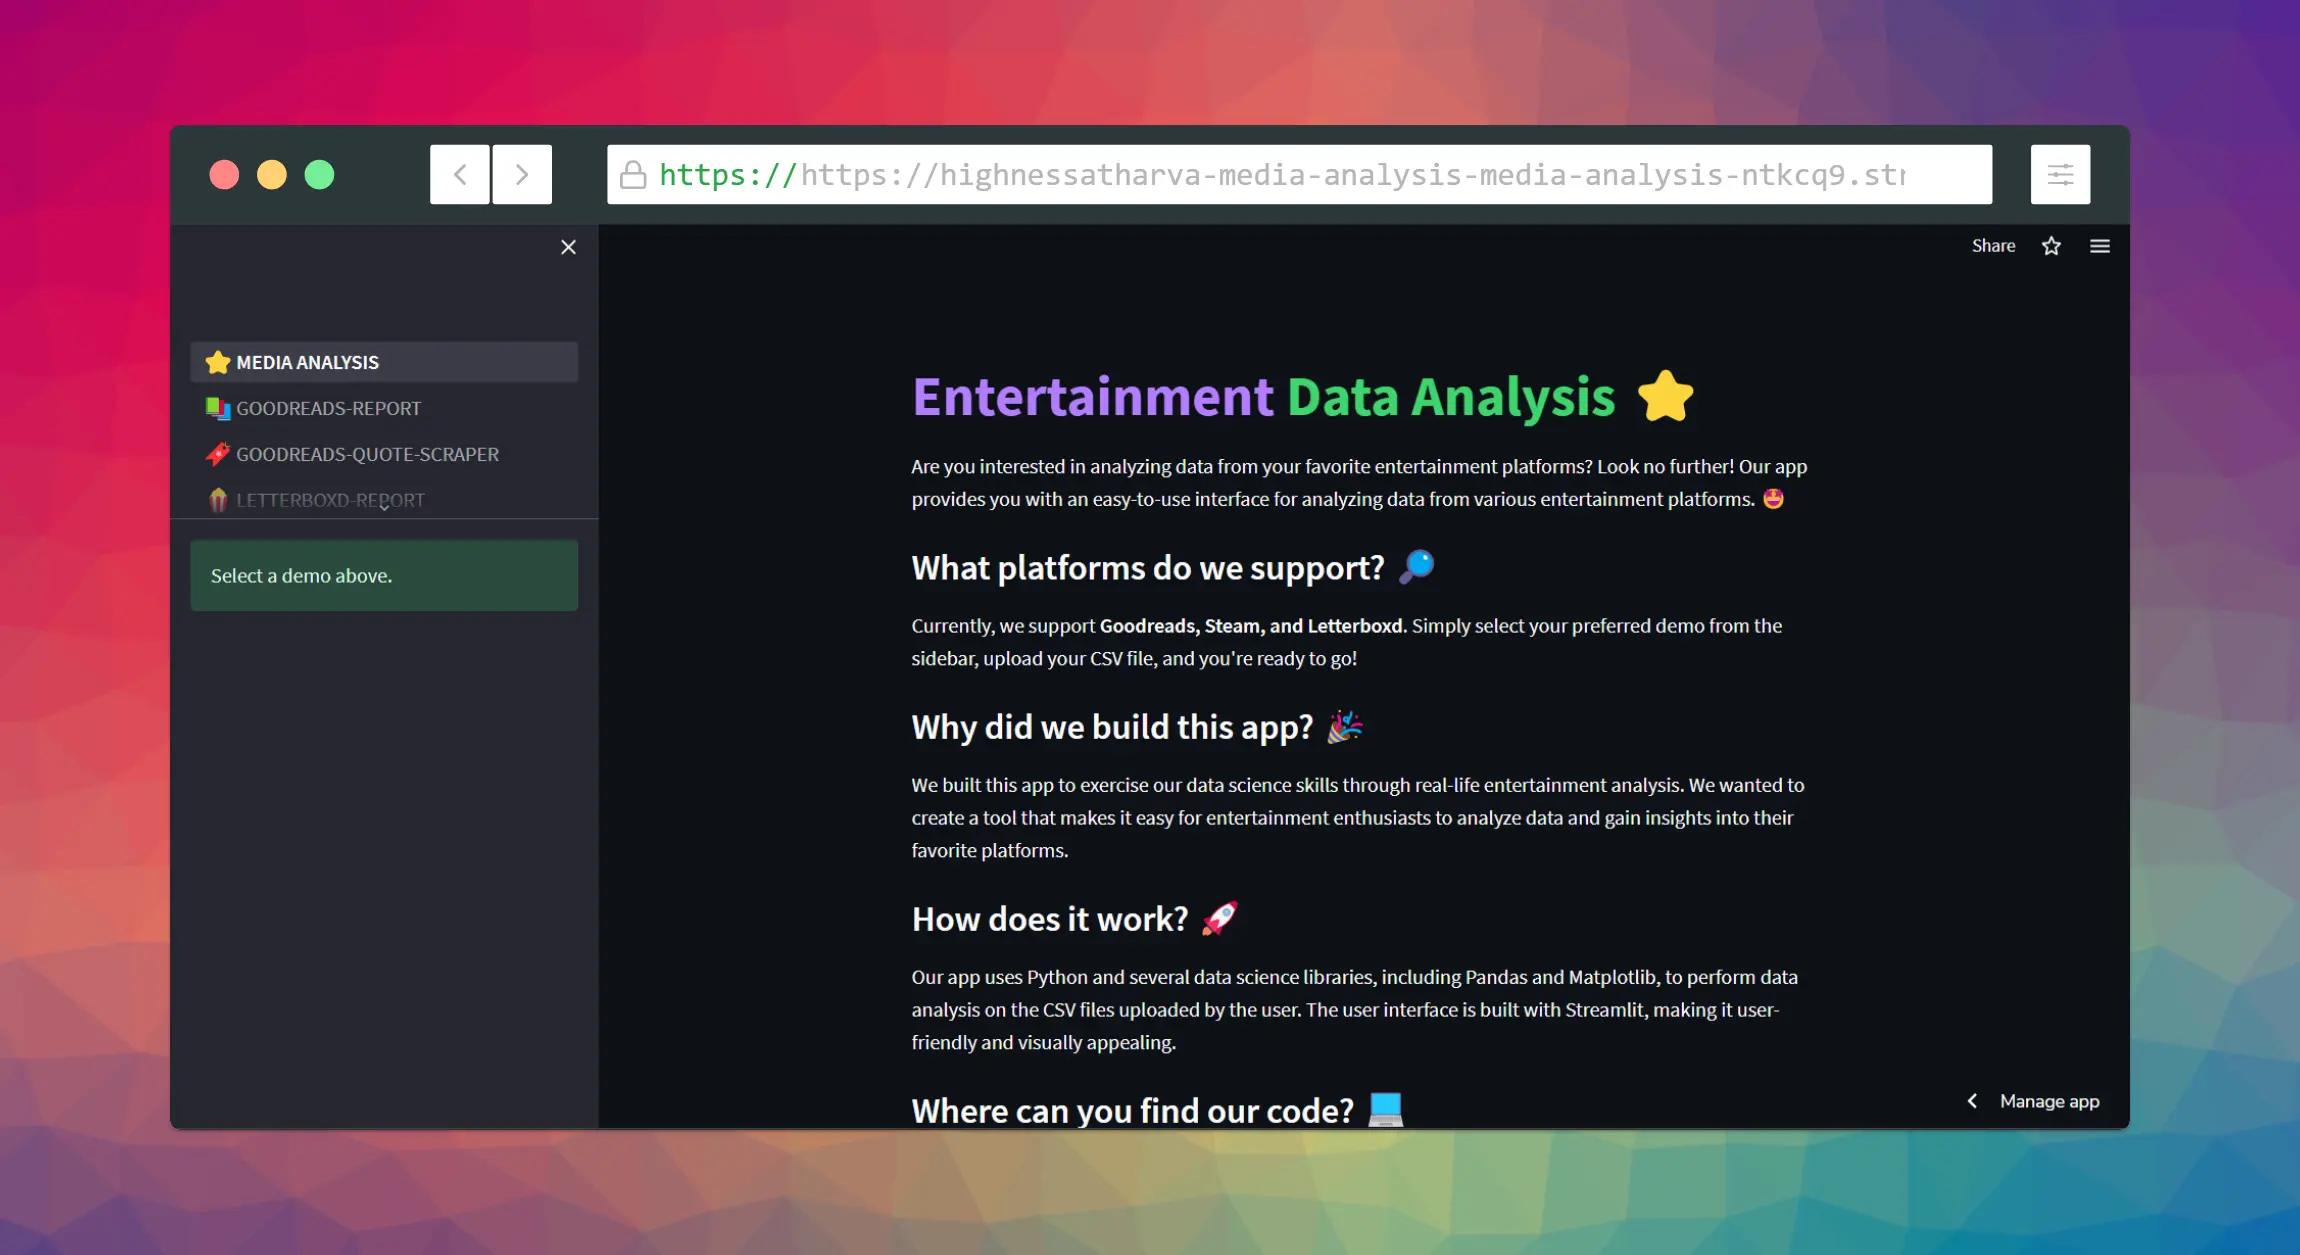 https://https://highnessatharva-media-analysis-media-analysis-ntkcq9.str
Share
MEDIA ANALYSIS
GOODREADS-REPORT
GOODREADS-QUOTE-SCRAPER
LETTERBOXD-REPORT
Select a demo above.
Entertainment Data Analysis
Are you interested in analyzing data from your favorite entertainment platforms? Look no further! Our app
provides you with an easy-to-use interface for analyzing data from various entertainment platforms. 🤩
What platforms do we support? 🔎
Currently, we support Goodreads, Steam, and Letterboxd. Simply select your preferred demo from the
sidebar, upload your CSV file, and you're ready to go!
Why did we build this app? 🎉
We built this app to exercise our data science skills through real-life entertainment analysis. We wanted to
create a tool that makes it easy for entertainment enthusiasts to analyze data and gain insights into their
favorite platforms.
How does it work? 🚀
Our app uses Python and several data science libraries, including Pandas and Matplotlib, to perform data
analysis on the CSV files uploaded by the user. The user interface is built with Streamlit, making it user-
friendly and visually appealing.
Where can you find our code? 💻
Manage app